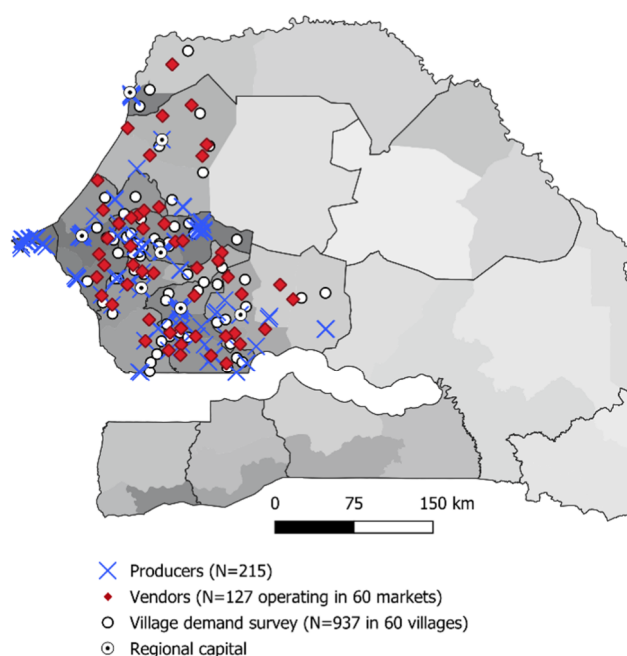 0 75 150 km
Producers (N=215)
Vendors (N=127 operating in 60 markets)
Village demand survey (N=937 in 60 villages)
Regional capital